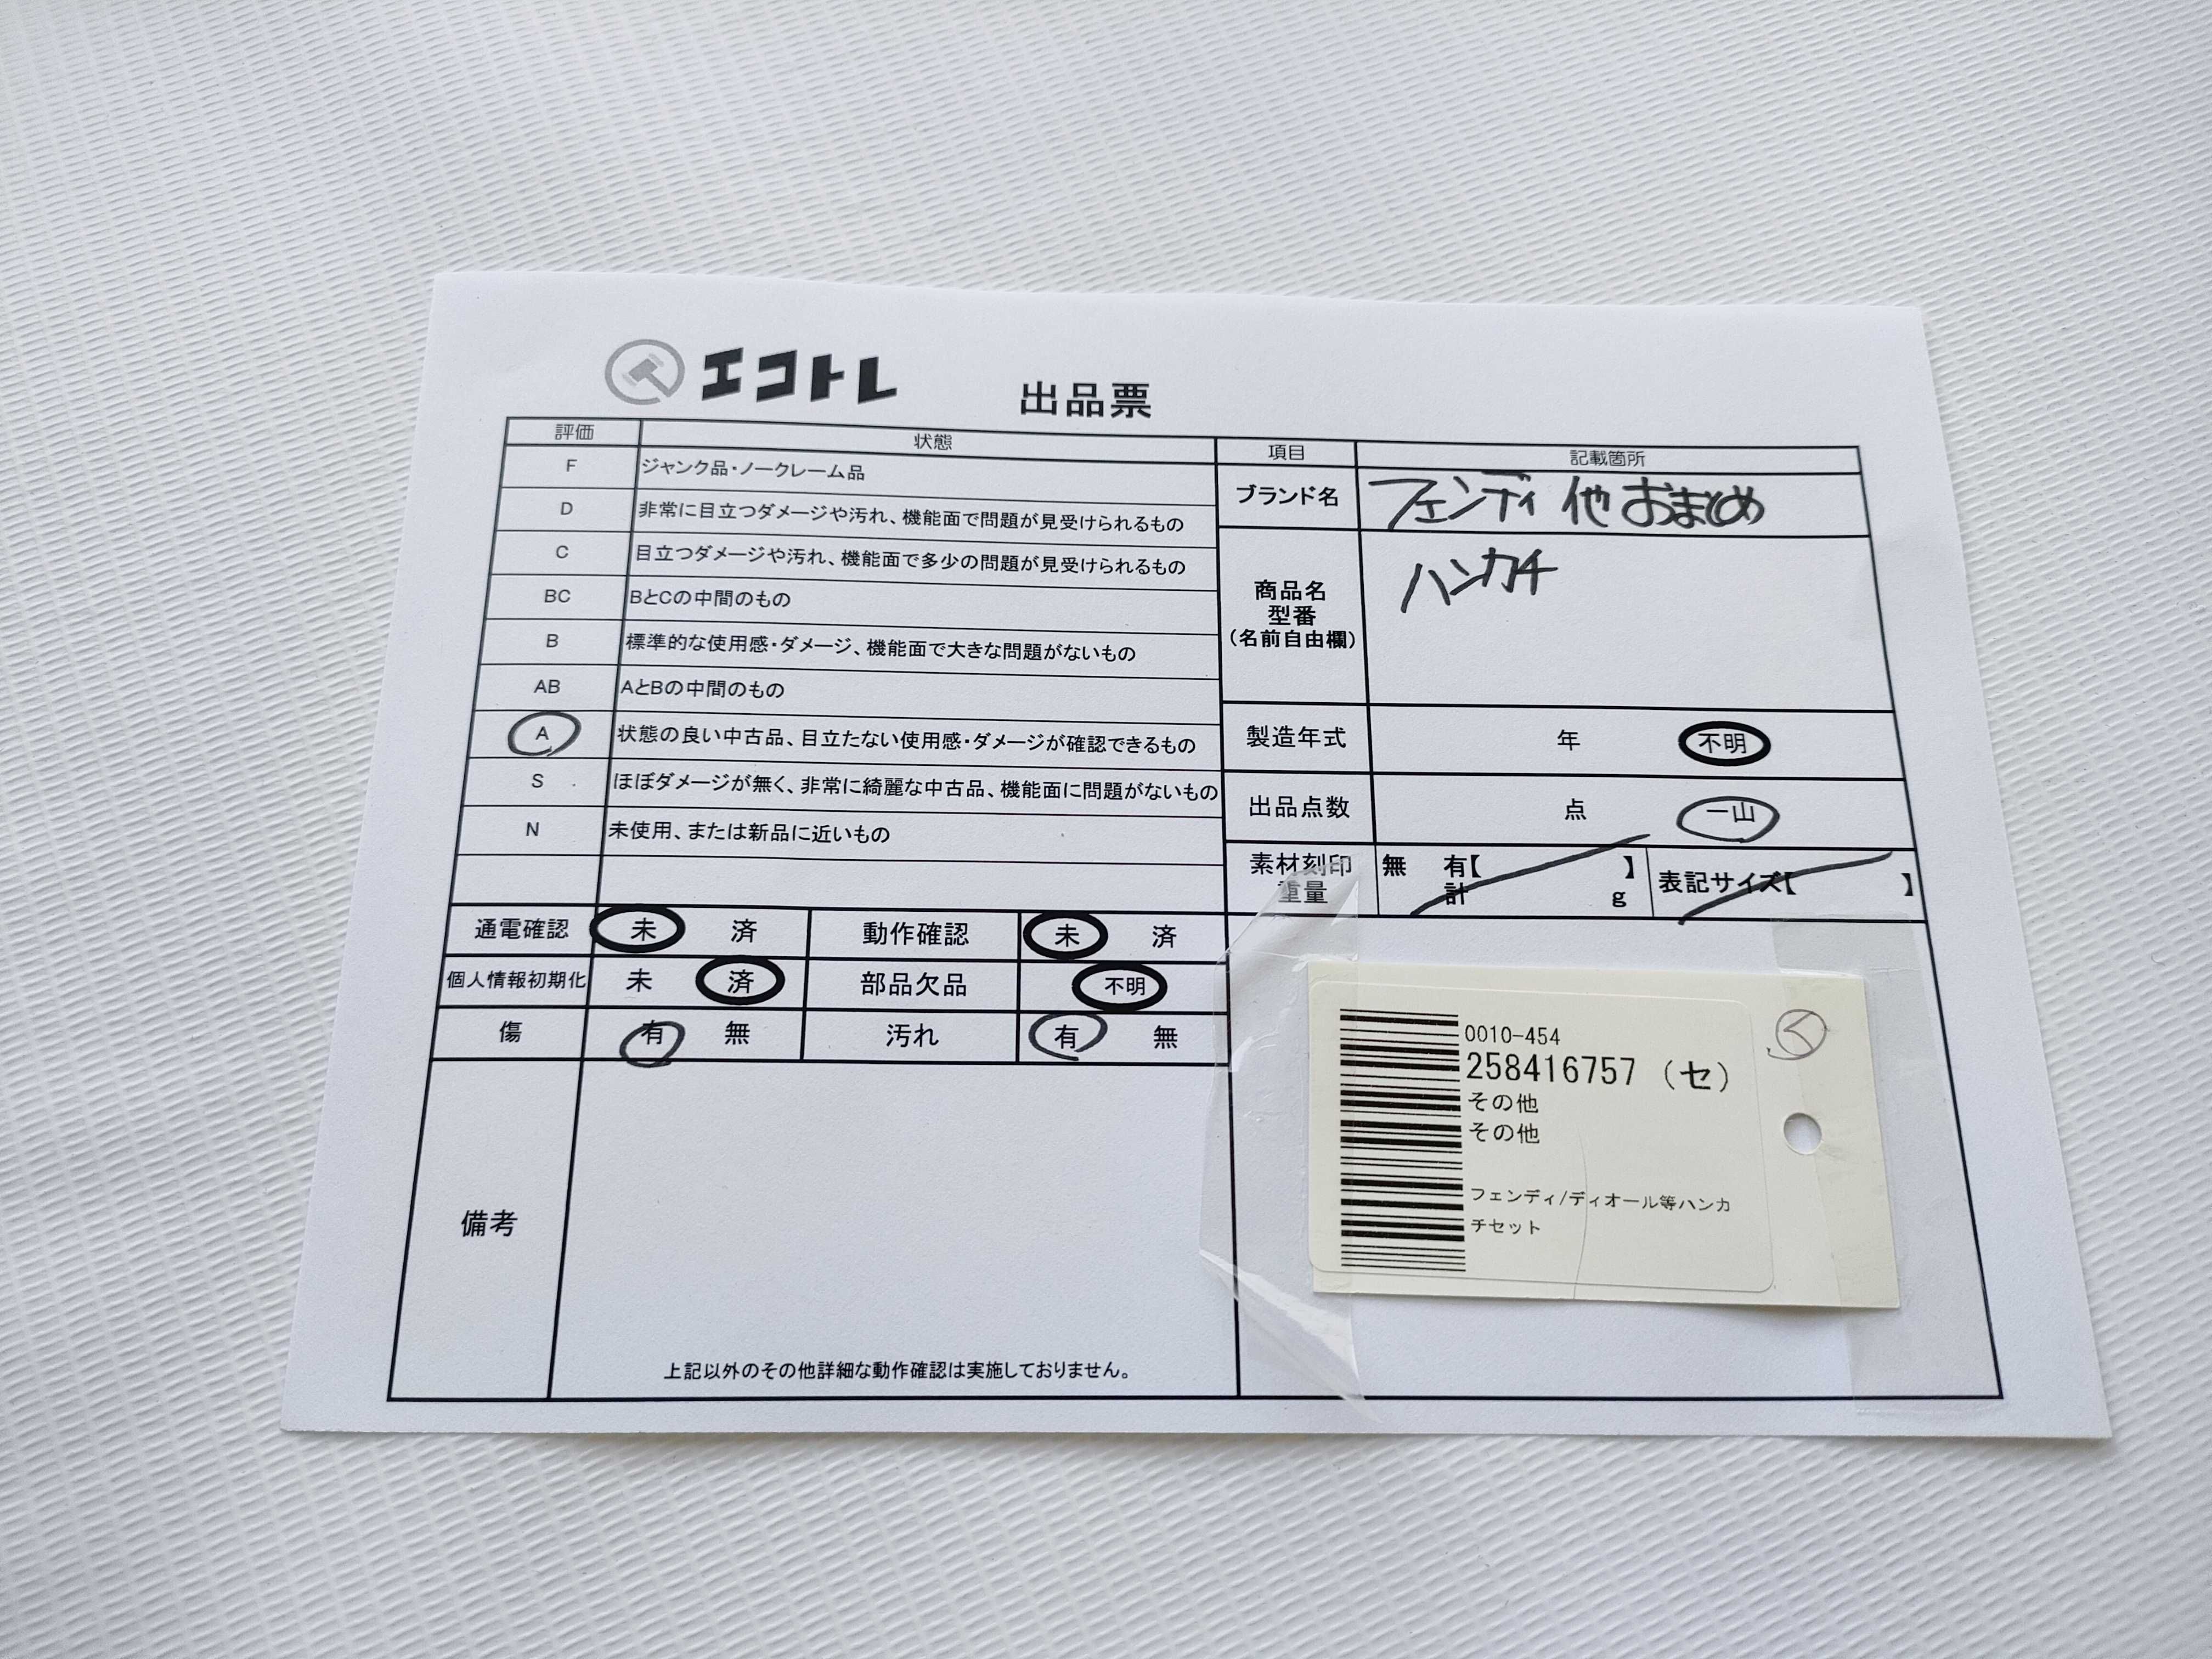 エコトレ
出品票
評価 状態
F ジャンク品・ノークレーム品
D 非常に目立つダメージや汚れ、機能面で問題が見受けられるもの
C 目立つダメージや汚れ、機能面で多少の問題が見受けられるもの
BC BとCの中間のもの
B 標準的な使用感・ダメージ、機能面で大きな問題がないもの
AB AとBの中間のもの
A 状態の良い中古品、目立たない使用感・ダメージが確認できるもの
S ほぼダメージが無く、非常に綺麗な中古品、機能面に問題がないもの
N 未使用、または新品に近いもの
通電確認 未 済 動作確認 未 済
個人情報初期化 未 済 部品欠品 不明
傷 有 無 汚れ 有 無
備考
上記以外のその他詳細な動作確認は実施しておりません。
項目 記載箇所
ブランド名 フェンディ 他 おまとめ
商品名
型番
(名前自由欄)
ハンカチ
製造年式 年 不明
出品点数 点 一山
素材刻印 無 有【 】 表記サイズ【 】
重量 計 g
0010-454
258416757 (セ)
その他
その他
フェンディ/ディオール等ハンカ
チセット
く